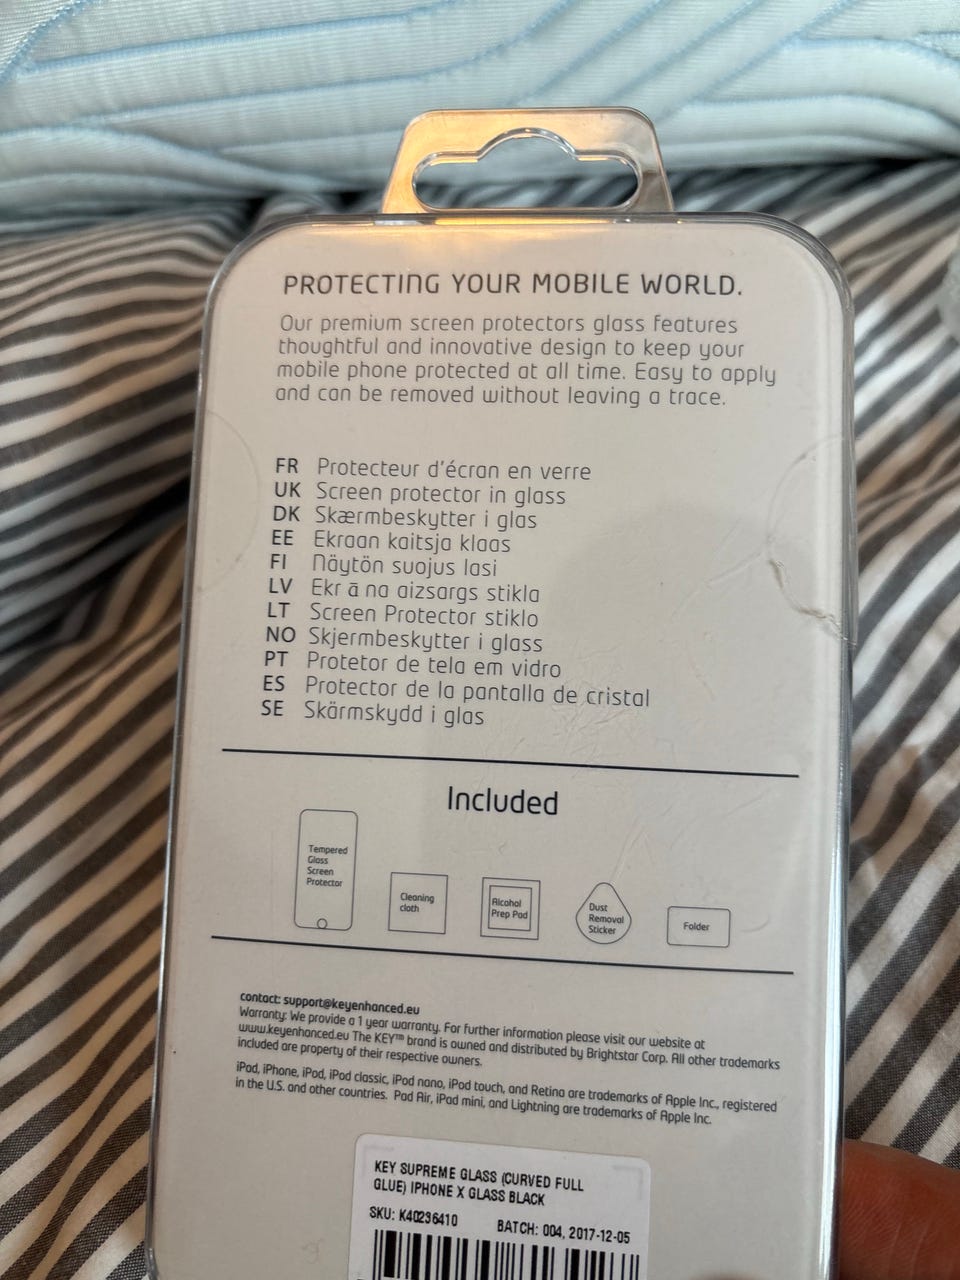 PROTECTING YOUR MOBILE WORLD.
Our premium screen protectors glass features
thoughtful and innovative design to keep your
mobile phone protected at all time. Easy to apply
and can be removed without leaving a trace.
FR Protecteur d'écran en verre
UK Screen protector in glass
DK Skærmbeskytter i glas
EE Ekraan kaitsja klaas
FI Näytön suojus lasi
LV Ekr ā na aizsargs stikla
LT Screen Protector stiklo
NO Skjermbeskytter i glass
PT Protetor de tela em vidro
ES Protector de la pantalla de cristal
SE Skärmskydd i glas
Included
Tempered
Glass
Screen
Protector
Cleaning
cloth
Alcohol
Prep Pad
Dust
Removal
Sticker
Folder
contact: support@keyenhanced.eu
Warranty: We provide a 1 year warranty. For further information please visit our website at
www.keyenhanced.eu The KEY™ brand is owned and distributed by Brightstar Corp. All other trademarks
included are property of their respective owners.
iPad, iPhone, iPod, iPod classic, iPod nano, iPod touch, and Retina are trademarks of Apple Inc., registered
in the U.S. and other countries. Pad Air, iPad mini, and Lightning are trademarks of Apple Inc.
KEY SUPREME GLASS (CURVED FULL
GLUE) IPHONE X GLASS BLACK
SKU: K40236410 BATCH: 004, 2017-12-05